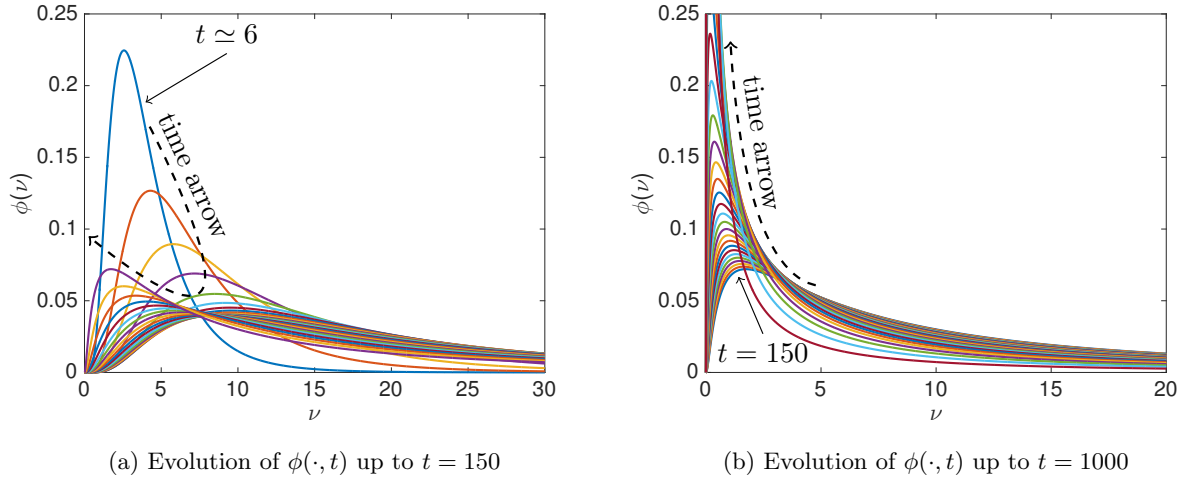 0.25
0.2
0.15
0.1
0.05
0
0 5 10 15 20 25 30
ϕ(ν)
ν
t ≃ 6
time arrow
(a) Evolution of ϕ(·, t) up to t = 150
0.25
0.2
0.15
0.1
0.05
0
0 5 10 15 20
ϕ(ν)
ν
time arrow
t = 150
(b) Evolution of ϕ(·, t) up to t = 1000